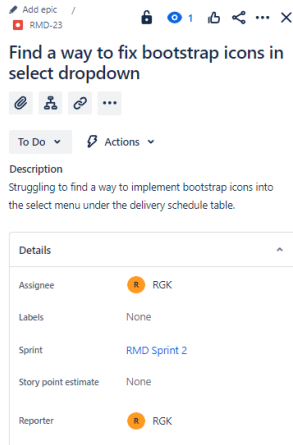 Add epic /
1
RMD-23
Find a way to fix bootstrap icons in
select dropdown
To Do
Actions
Description
Struggling to find a way to implement bootstrap icons into
the select menu under the delivery schedule table.
Details
Assignee R RGK
Labels None
Sprint RMD Sprint 2
Story point estimate None
Reporter R RGK